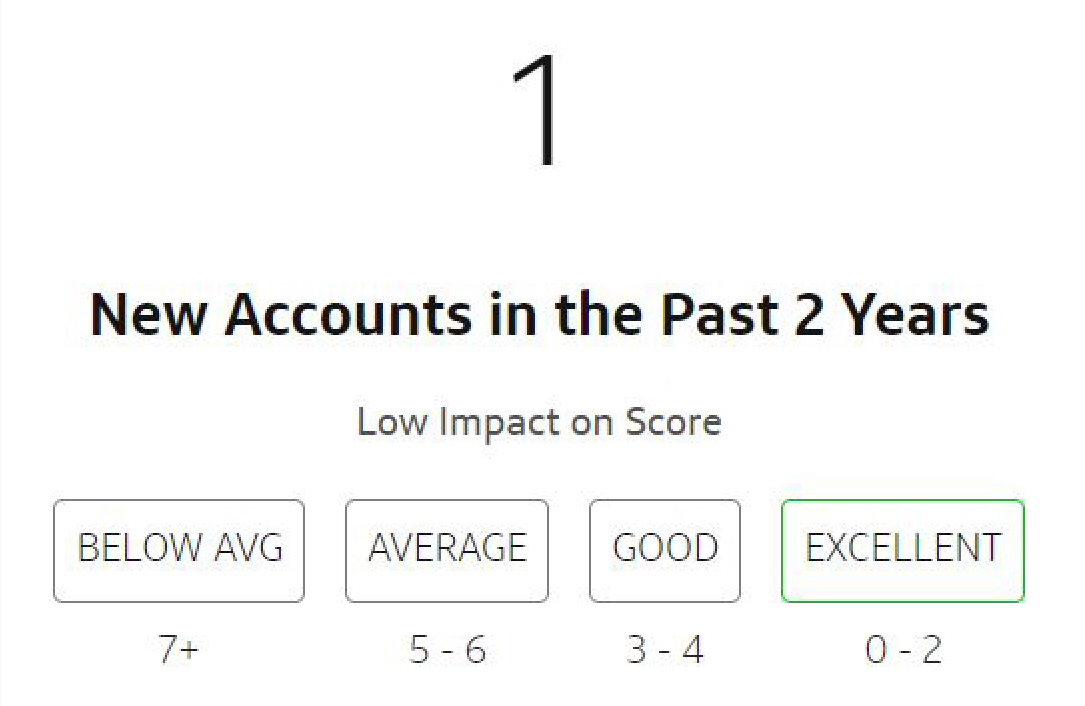 1
New Accounts in the Past 2 Years
Low Impact on Score
BELOW AVG AVERAGE GOOD EXCELLENT
7+ 5 - 6 3 - 4 0 - 2